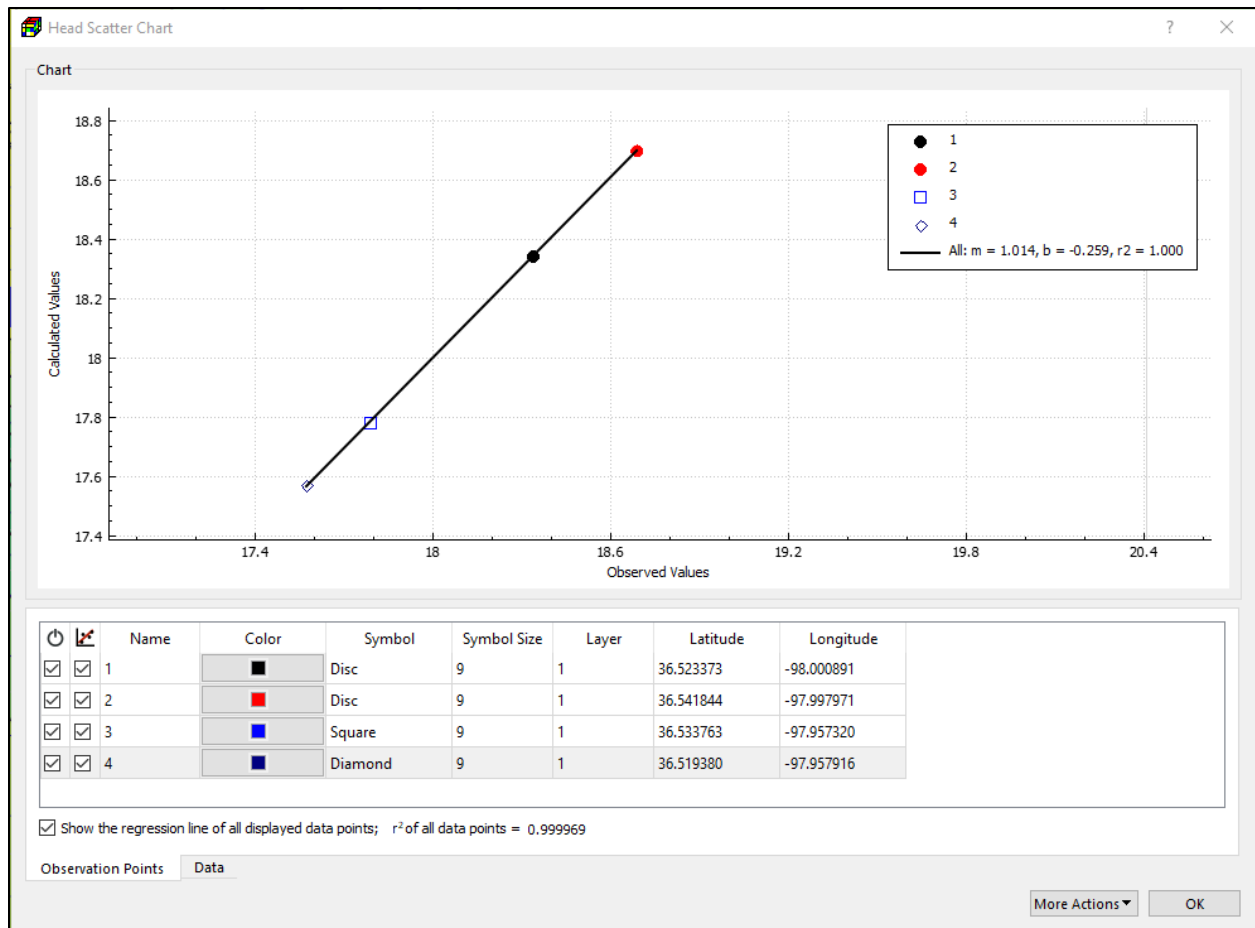 Head Scatter Chart
?
Chart
18.8
18.6
18.4
18.2
18
17.8
17.6
17.4
Calculated Values
17.4 18 18.6 19.2 19.8 20.4
Observed Values
1
2
3
4
All: m = 1.014, b = -0.259, r2 = 1.000
Name Color Symbol Symbol Size Layer Latitude Longitude
1 Disc 9 1 36.523373 -98.000891
2 Disc 9 1 36.541844 -97.997971
3 Square 9 1 36.533763 -97.957320
4 Diamond 9 1 36.519380 -97.957916
Show the regression line of all displayed data points; r² of all data points = 0.999969
Observation Points Data
More Actions OK